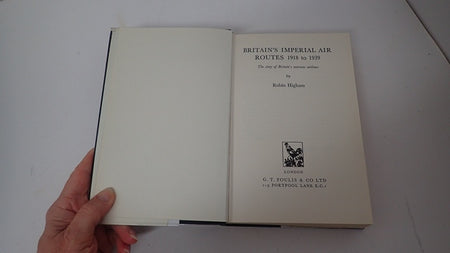 BRITAIN'S IMPERIAL AIR
ROUTES 1918 to 1939
The story of Britain's overseas airlines
by
Robin Higham
LONDON
G. T. FOULIS & CO. LTD
1-5 PORTPOOL LANE, E.C.1